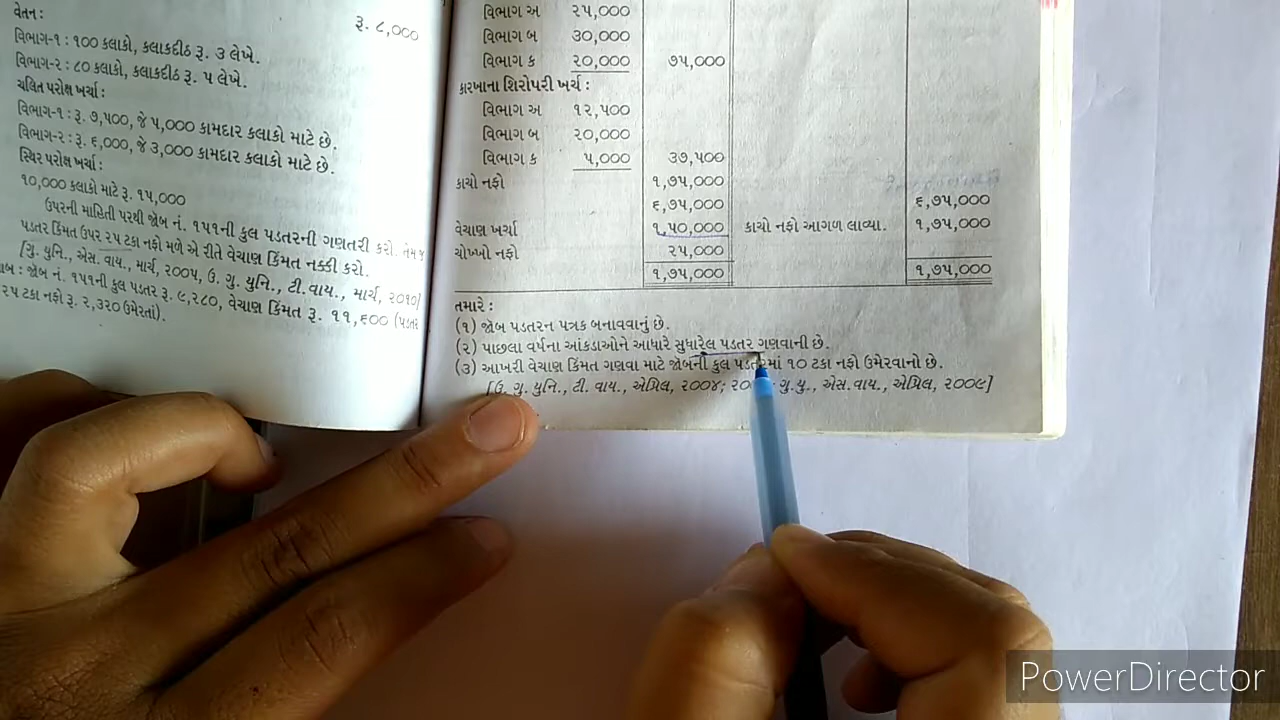 વેતન :
રૂ. ૮,૦૦૦
વિભાગ-૧ : ૧૦૦ કલાકો, કલાકદીઠ રૂ. ૩ લેખે.
વિભાગ-૨ : ૮૦ કલાકો, કલાકદીઠ રૂ. ૫ લેખે.
ચલિત પરોક્ષ ખર્ચા :
વિભાગ-૧ : રૂ. ૭,૫૦૦, જે ૫,૦૦૦ કામદાર કલાકો માટે છે.
વિભાગ-૨ : રૂ. ૬,૦૦૦, જે ૩,૦૦૦ કામદાર કલાકો માટે છે.
સ્થિર પરોક્ષ ખર્ચા :
૧૦,૦૦૦ કલાકો માટે રૂ. ૧૫,૦૦૦
ઉપરની માહિતી પરથી જોબ નં. ૧૫૧ની કુલ પડતરની ગણતરી કરો. તેમ જ
પડતર કિંમત ઉપર ૨૫ ટકા નફો મળે એ રીતે વેચાણ કિંમત નક્કી કરો.
[ગુ. યુનિ., એસ. વાય., માર્ચ, ૨૦૦૫, ઉ. ગુ. યુનિ., ટી. વાય., માર્ચ, ૨૦૧૦]
જોબ નં. ૧૫૧ની કુલ પડતર રૂ. ૯,૨૮૦, વેચાણ કિંમત રૂ. ૧૧,૬૦૦ (પડતર
૨૫ ટકા નફો રૂ. ૨,૩૨૦ ઉમેરતાં).
વિભાગ અ ૨૫,૦૦૦
વિભાગ બ ૩૦,૦૦૦
વિભાગ ક ૨૦,૦૦૦ ૭૫,૦૦૦
કારખાના શિરોપરી ખર્ચ :
વિભાગ અ ૧૨,૫૦૦
વિભાગ બ ૨૦,૦૦૦
વિભાગ ક ૫,૦૦૦ ૩૭,૫૦૦
કાચો નફો ૧,૭૫,૦૦૦
૬,૭૫,૦૦૦ ૬,૭૫,૦૦૦
વેચાણ ખર્ચા ૧,૫૦,૦૦૦ કાચો નફો આગળ લાવ્યા. ૧,૭૫,૦૦૦
ચોખ્ખો નફો ૨૫,૦૦૦
૧,૭૫,૦૦૦ ૧,૭૫,૦૦૦
તમારે :
(૧) જોબ પડતરન પત્રક બનાવવાનું છે.
(૨) પાછલા વર્ષના આંકડાઓને આધારે સુધારેલ પડતર ગણવાની છે.
(૩) આખરી વેચાણ કિંમત ગણવા માટે જોબની કુલ પડતરમાં ૧૦ ટકા નફો ઉમેરવાનો છે.
[ઉ. ગુ. યુનિ., ટી. વાય., એપ્રિલ, ૨૦૦૪; ગુ.યુ., એસ.વાય., એપ્રિલ, ૨૦૦૯]
PowerDirector